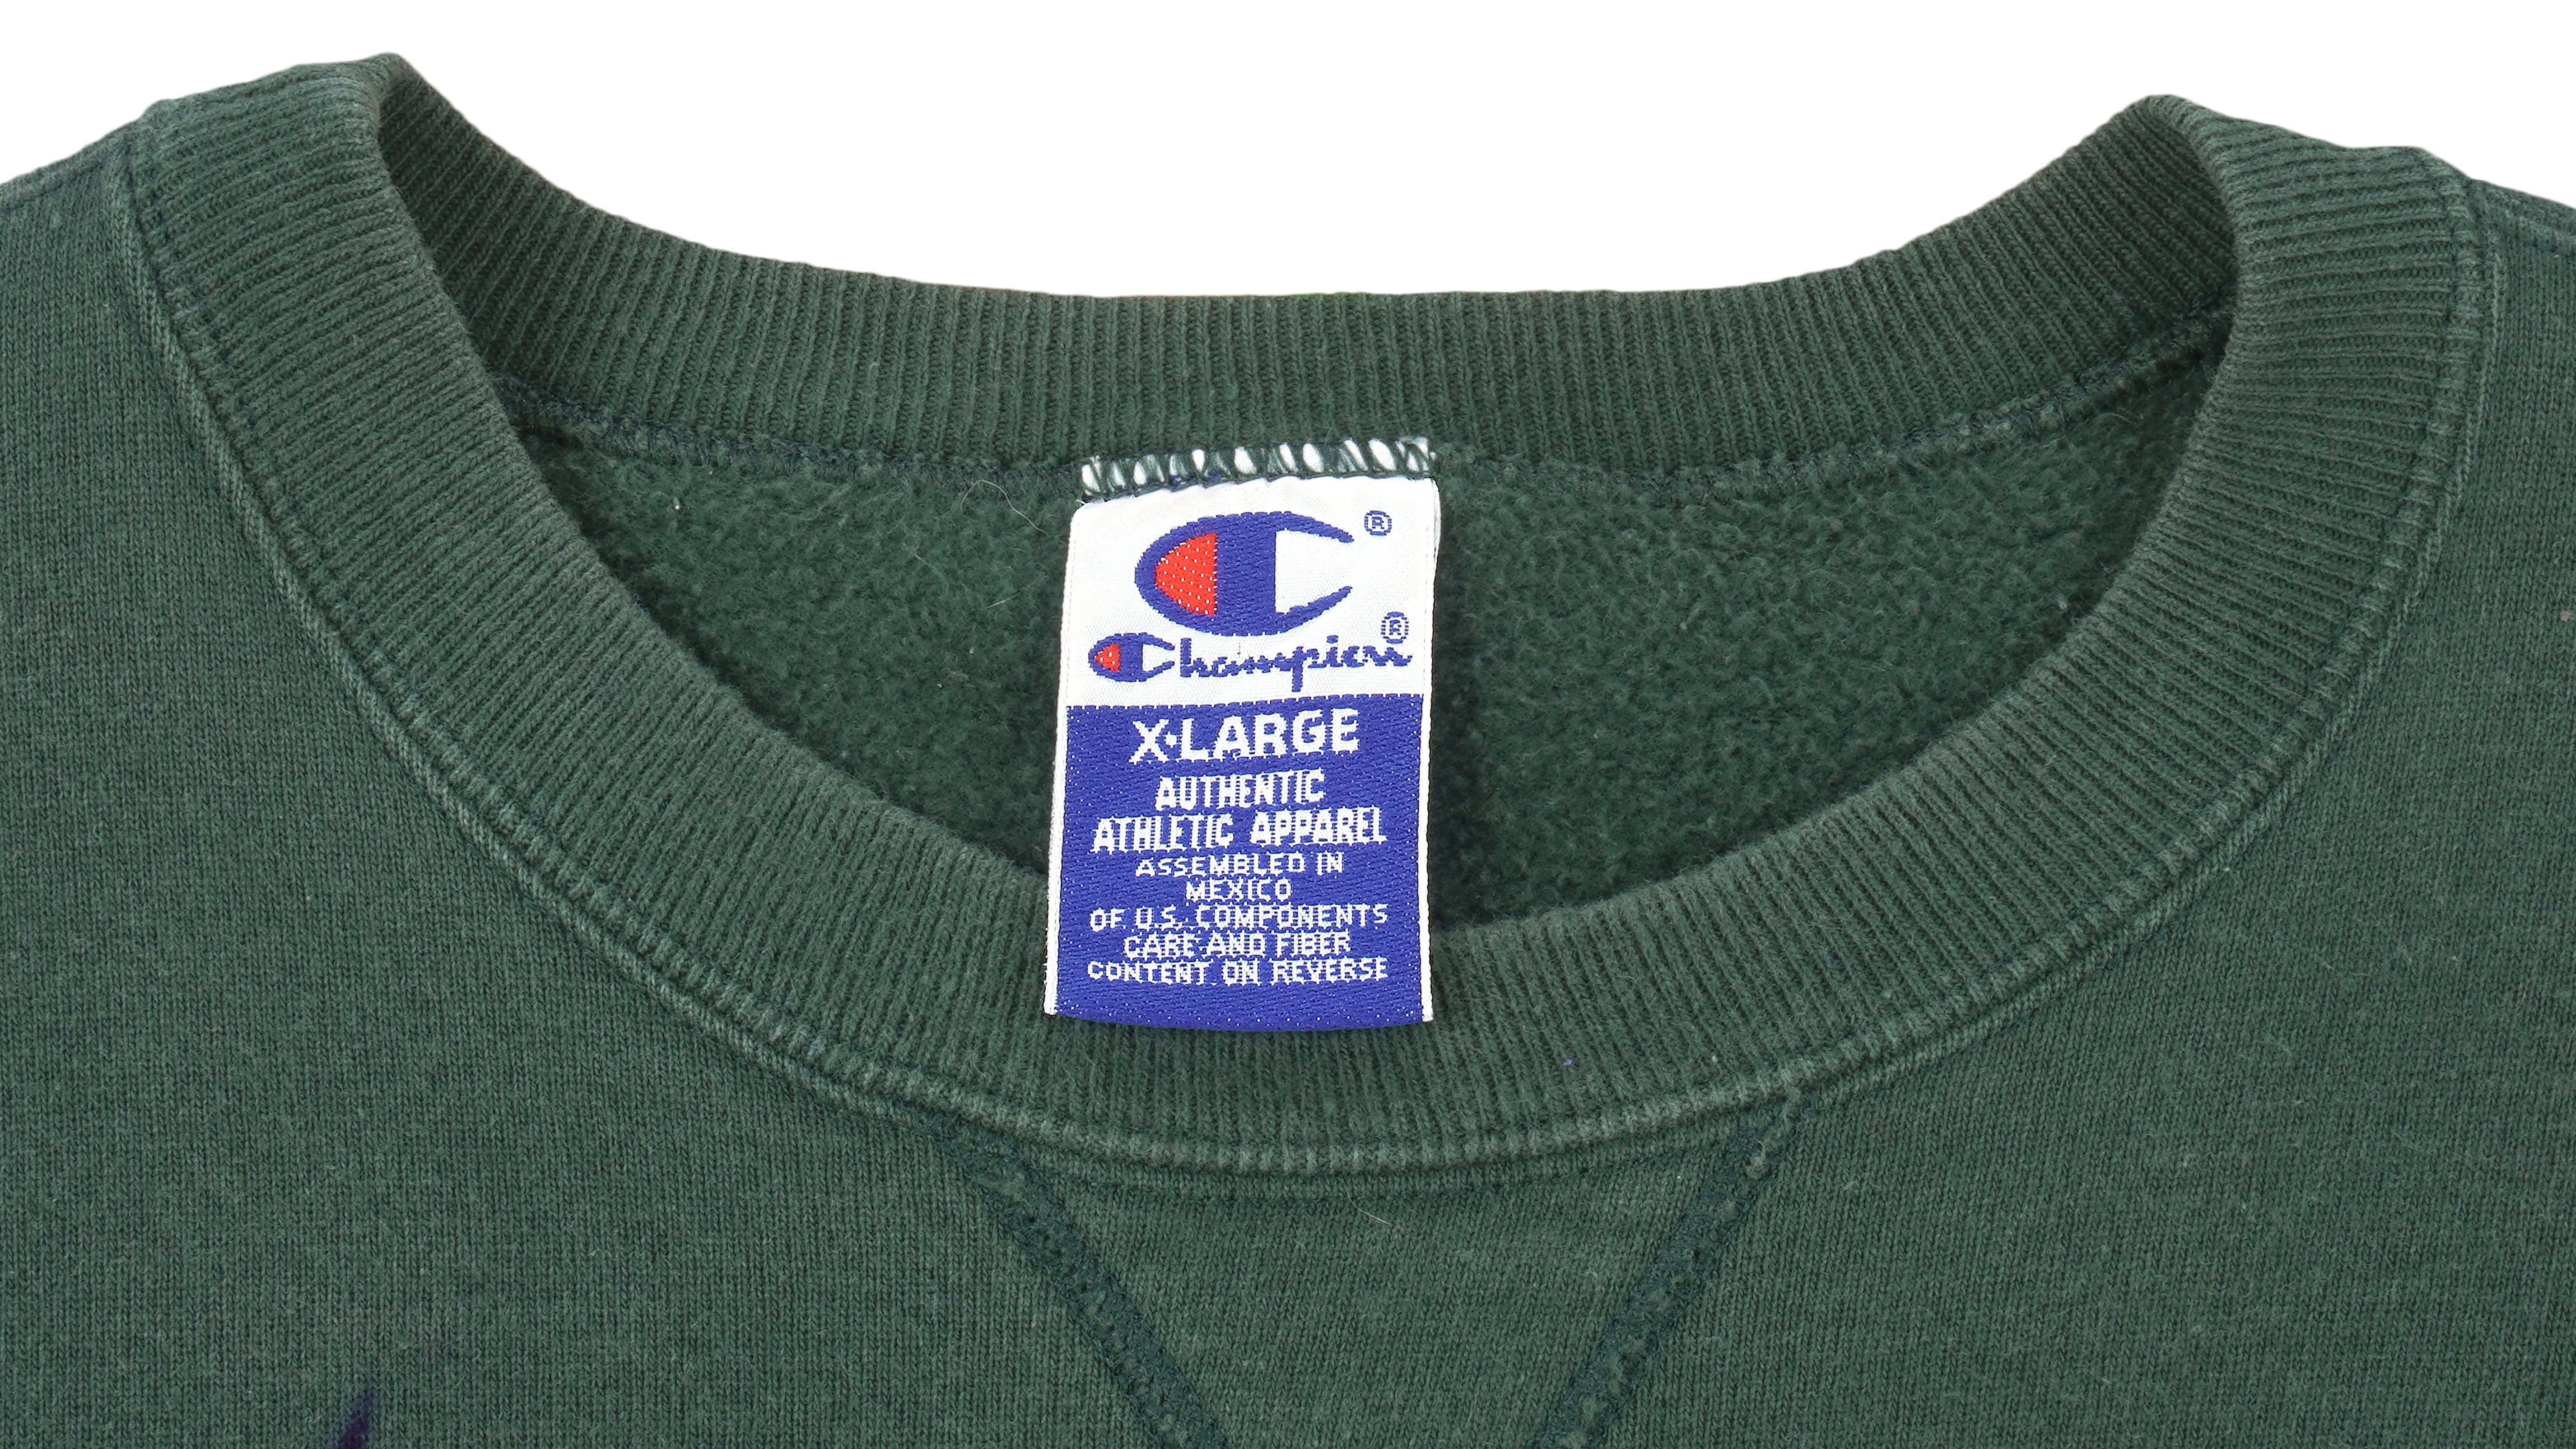 ®
Champion®
X·LARGE
AUTHENTIC
ATHLETIC APPAREL
ASSEMBLED IN
MEXICO
OF U.S. COMPONENTS
CARE AND FIBER
CONTENT ON REVERSE